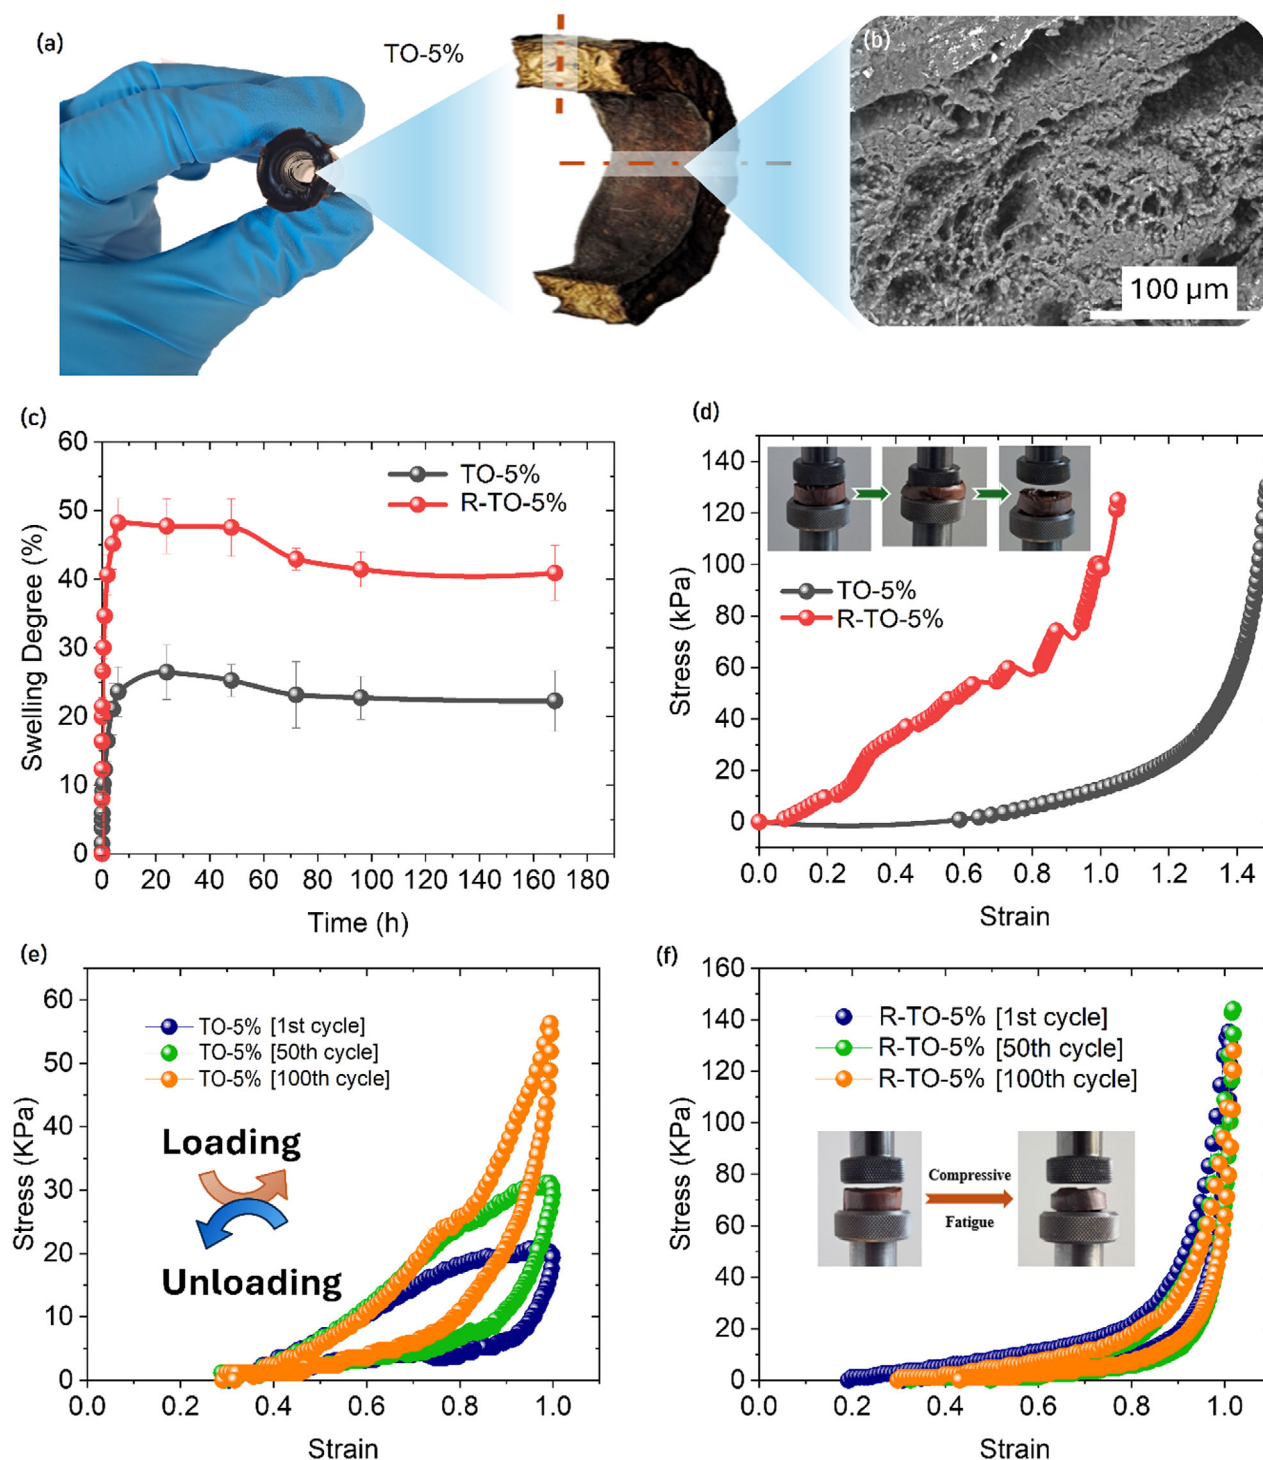 (a)
TO-5%
(b)
100 µm
(c)
60
50
40
30
20
10
0
Swelling Degree (%)
TO-5%
R-TO-5%
0 20 40 60 80 100 120 140 160 180
Time (h)
(d)
140
120
100
80
60
40
20
0
Stress (kPa)
TO-5%
R-TO-5%
0.0 0.2 0.4 0.6 0.8 1.0 1.2 1.4
Strain
(e)
60
50
40
30
20
10
0
Stress (KPa)
TO-5% [1st cycle]
TO-5% [50th cycle]
TO-5% [100th cycle]
Loading
Unloading
0.0 0.2 0.4 0.6 0.8 1.0
Strain
(f)
160
140
120
100
80
60
40
20
0
Stress (KPa)
R-TO-5% [1st cycle]
R-TO-5% [50th cycle]
R-TO-5% [100th cycle]
Compressive
Fatigue
0.0 0.2 0.4 0.6 0.8 1.0
Strain